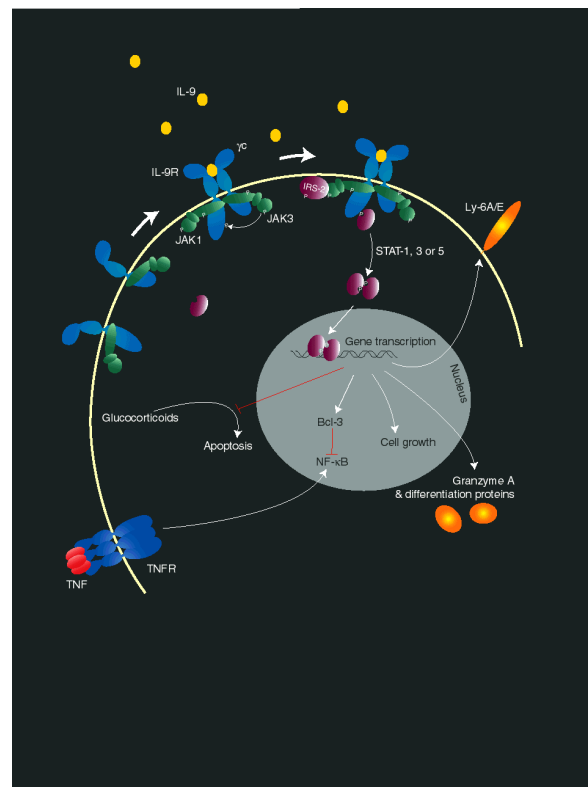 IL-9
γc
IL-9R
IRS-2
P
P
P
P
P
P
P
P
JAK3
JAK1
Ly-6A/E
STAT-1, 3 or 5
P
P
P
P
Gene transcription
Nucleus
Glucocorticoids
Apoptosis
Bcl-3
Cell growth
NF-κB
Granzyme A
& differentiation proteins
TNFR
TNF